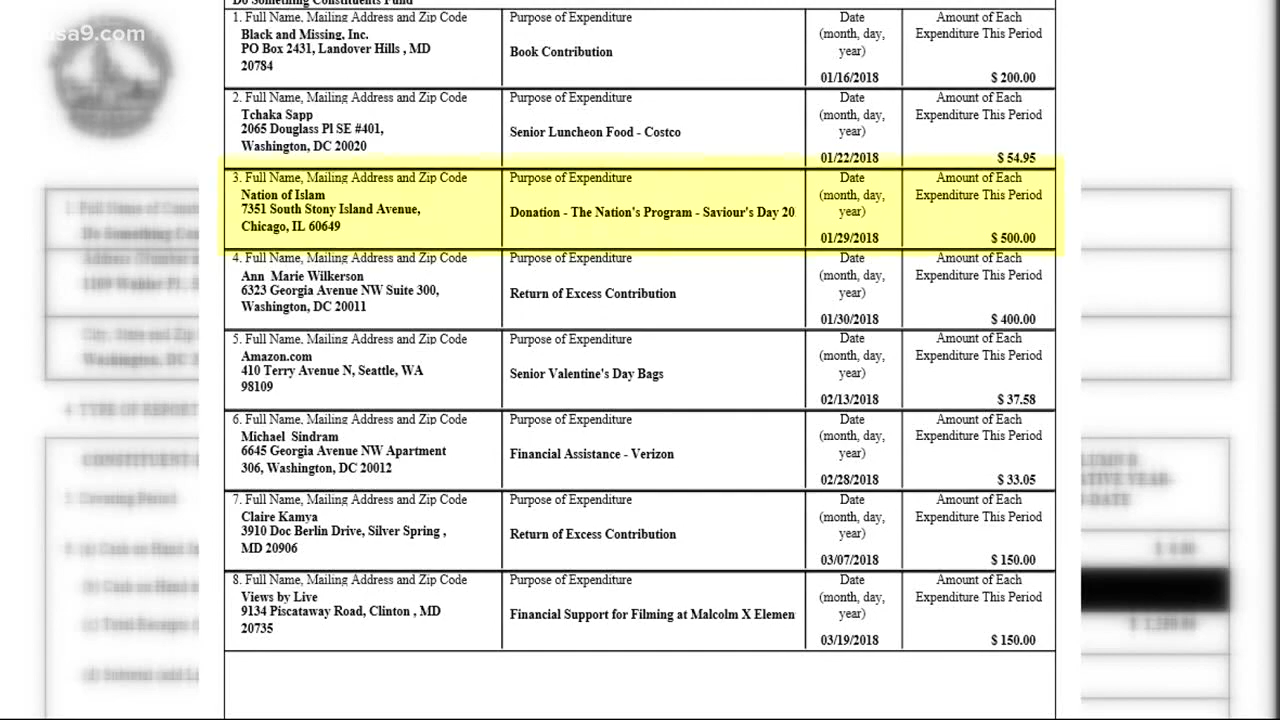 usa9.com
Do Something Constituents Fund
1. Full Name, Mailing Address and Zip Code
Black and Missing, Inc.
PO Box 2431, Landover Hills , MD
20784
Purpose of Expenditure
Book Contribution
Date
(month, day,
year)
01/16/2018
Amount of Each
Expenditure This Period
$ 200.00
2. Full Name, Mailing Address and Zip Code
Tchaka Sapp
2065 Douglass Pl SE #401,
Washington, DC 20020
Purpose of Expenditure
Senior Luncheon Food - Costco
Date
(month, day,
year)
01/22/2018
Amount of Each
Expenditure This Period
$ 54.95
3. Full Name, Mailing Address and Zip Code
Nation of Islam
7351 South Stony Island Avenue,
Chicago, IL 60649
Purpose of Expenditure
Donation - The Nation's Program - Saviour's Day 20
Date
(month, day,
year)
01/29/2018
Amount of Each
Expenditure This Period
$ 500.00
4. Full Name, Mailing Address and Zip Code
Ann Marie Wilkerson
6323 Georgia Avenue NW Suite 300,
Washington, DC 20011
Purpose of Expenditure
Return of Excess Contribution
Date
(month, day,
year)
01/30/2018
Amount of Each
Expenditure This Period
$ 400.00
5. Full Name, Mailing Address and Zip Code
Amazon.com
410 Terry Avenue N, Seattle, WA
98109
Purpose of Expenditure
Senior Valentine's Day Bags
Date
(month, day,
year)
02/13/2018
Amount of Each
Expenditure This Period
$ 37.58
6. Full Name, Mailing Address and Zip Code
Michael Sindram
6645 Georgia Avenue NW Apartment
306, Washington, DC 20012
Purpose of Expenditure
Financial Assistance - Verizon
Date
(month, day,
year)
02/28/2018
Amount of Each
Expenditure This Period
$ 33.05
7. Full Name, Mailing Address and Zip Code
Claire Kamya
3910 Doc Berlin Drive, Silver Spring ,
MD 20906
Purpose of Expenditure
Return of Excess Contribution
Date
(month, day,
year)
03/07/2018
Amount of Each
Expenditure This Period
$ 150.00
8. Full Name, Mailing Address and Zip Code
Views by Live
9134 Piscataway Road, Clinton , MD
20735
Purpose of Expenditure
Financial Support for Filming at Malcolm X Elemen
Date
(month, day,
year)
03/19/2018
Amount of Each
Expenditure This Period
$ 150.00